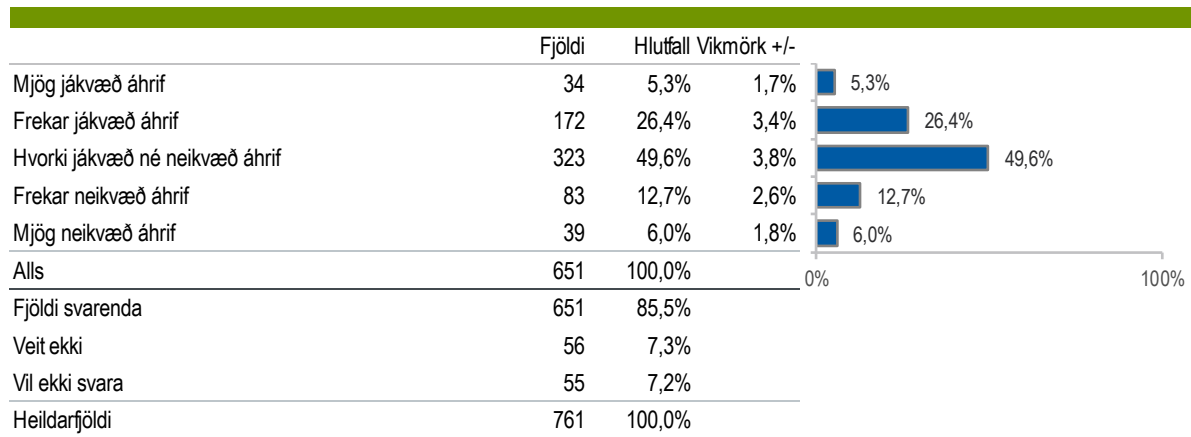 Fjöldi Hlutfall Vikmörk +/-
Mjög jákvæð áhrif 34 5,3% 1,7% 5,3%
Frekar jákvæð áhrif 172 26,4% 3,4% 26,4%
Hvorki jákvæð né neikvæð áhrif 323 49,6% 3,8% 49,6%
Frekar neikvæð áhrif 83 12,7% 2,6% 12,7%
Mjög neikvæð áhrif 39 6,0% 1,8% 6,0%
Alls 651 100,0% 0% 100%
Fjöldi svarenda 651 85,5%
Veit ekki 56 7,3%
Vil ekki svara 55 7,2%
Heildarfjöldi 761 100,0%